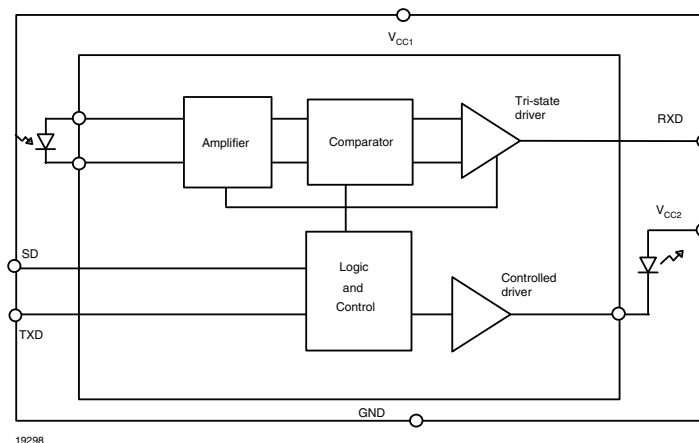 V_CC1
Tri-state
driver
RXD
Amplifier
Comparator
V_CC2
SD
Logic
and
Control
Controlled
driver
TXD
GND
19298